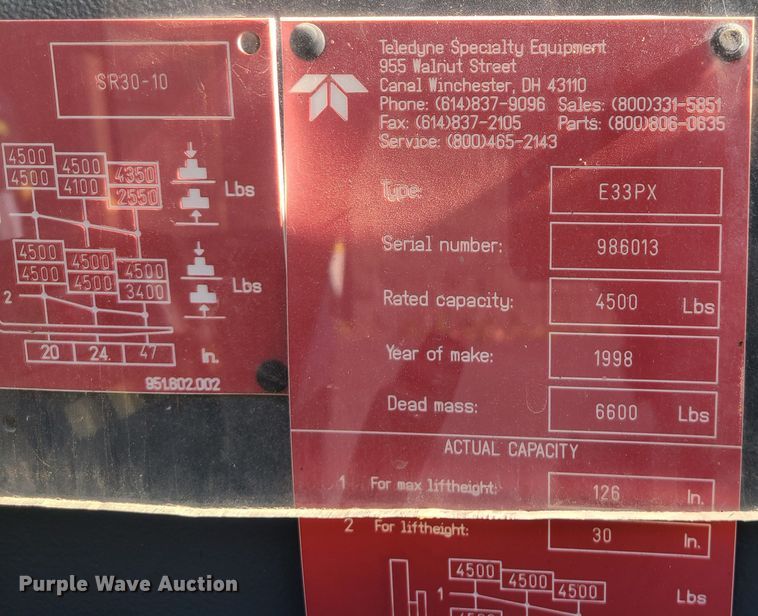 SR30-10
4500 4500 4350
4500 4100 2550
Lbs
4500 4500 4500
4500 4500 3400
Lbs
2
20 24 47 In.
851.802.002
Teledyne Specialty Equipment
955 Walnut Street
Canal Winchester, OH 43110
Phone: (614)837-9096 Sales: (800)331-5851
Fax: (614)837-2105 Parts: (800)806-0635
Service: (800)465-2143
Type: E33PX
Serial number: 986013
Rated capacity: 4500 Lbs
Year of make: 1998
Dead mass: 6600 Lbs
ACTUAL CAPACITY
1 For max liftheight: 126 In.
2 For liftheight: 30 In.
4500 4500 4500
1
Lbs
Purple Wave Auction